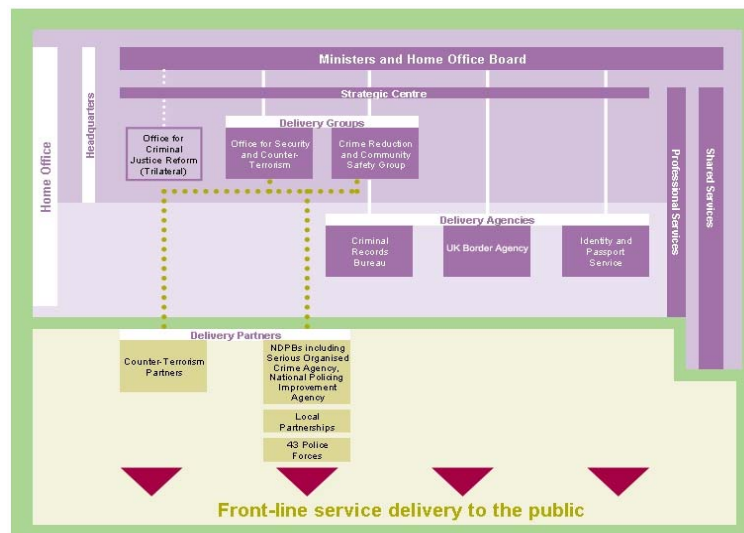 Ministers and Home Office Board
Strategic Centre
Home Office
Headquarters
Professional Services
Shared Services
Office for
Criminal
Justice Reform
(Trilateral)
Delivery Groups
Office for Security
and Counter-
Terrorism
Crime Reduction
and Community
Safety Group
Delivery Agencies
Criminal
Records
Bureau
UK Border Agency
Identity and
Passport
Service
Delivery Partners
Counter-Terrorism
Partners
NDPBs including
Serious Organised
Crime Agency,
National Policing
Improvement
Agency
Local
Partnerships
43 Police
Forces
Front-line service delivery to the public